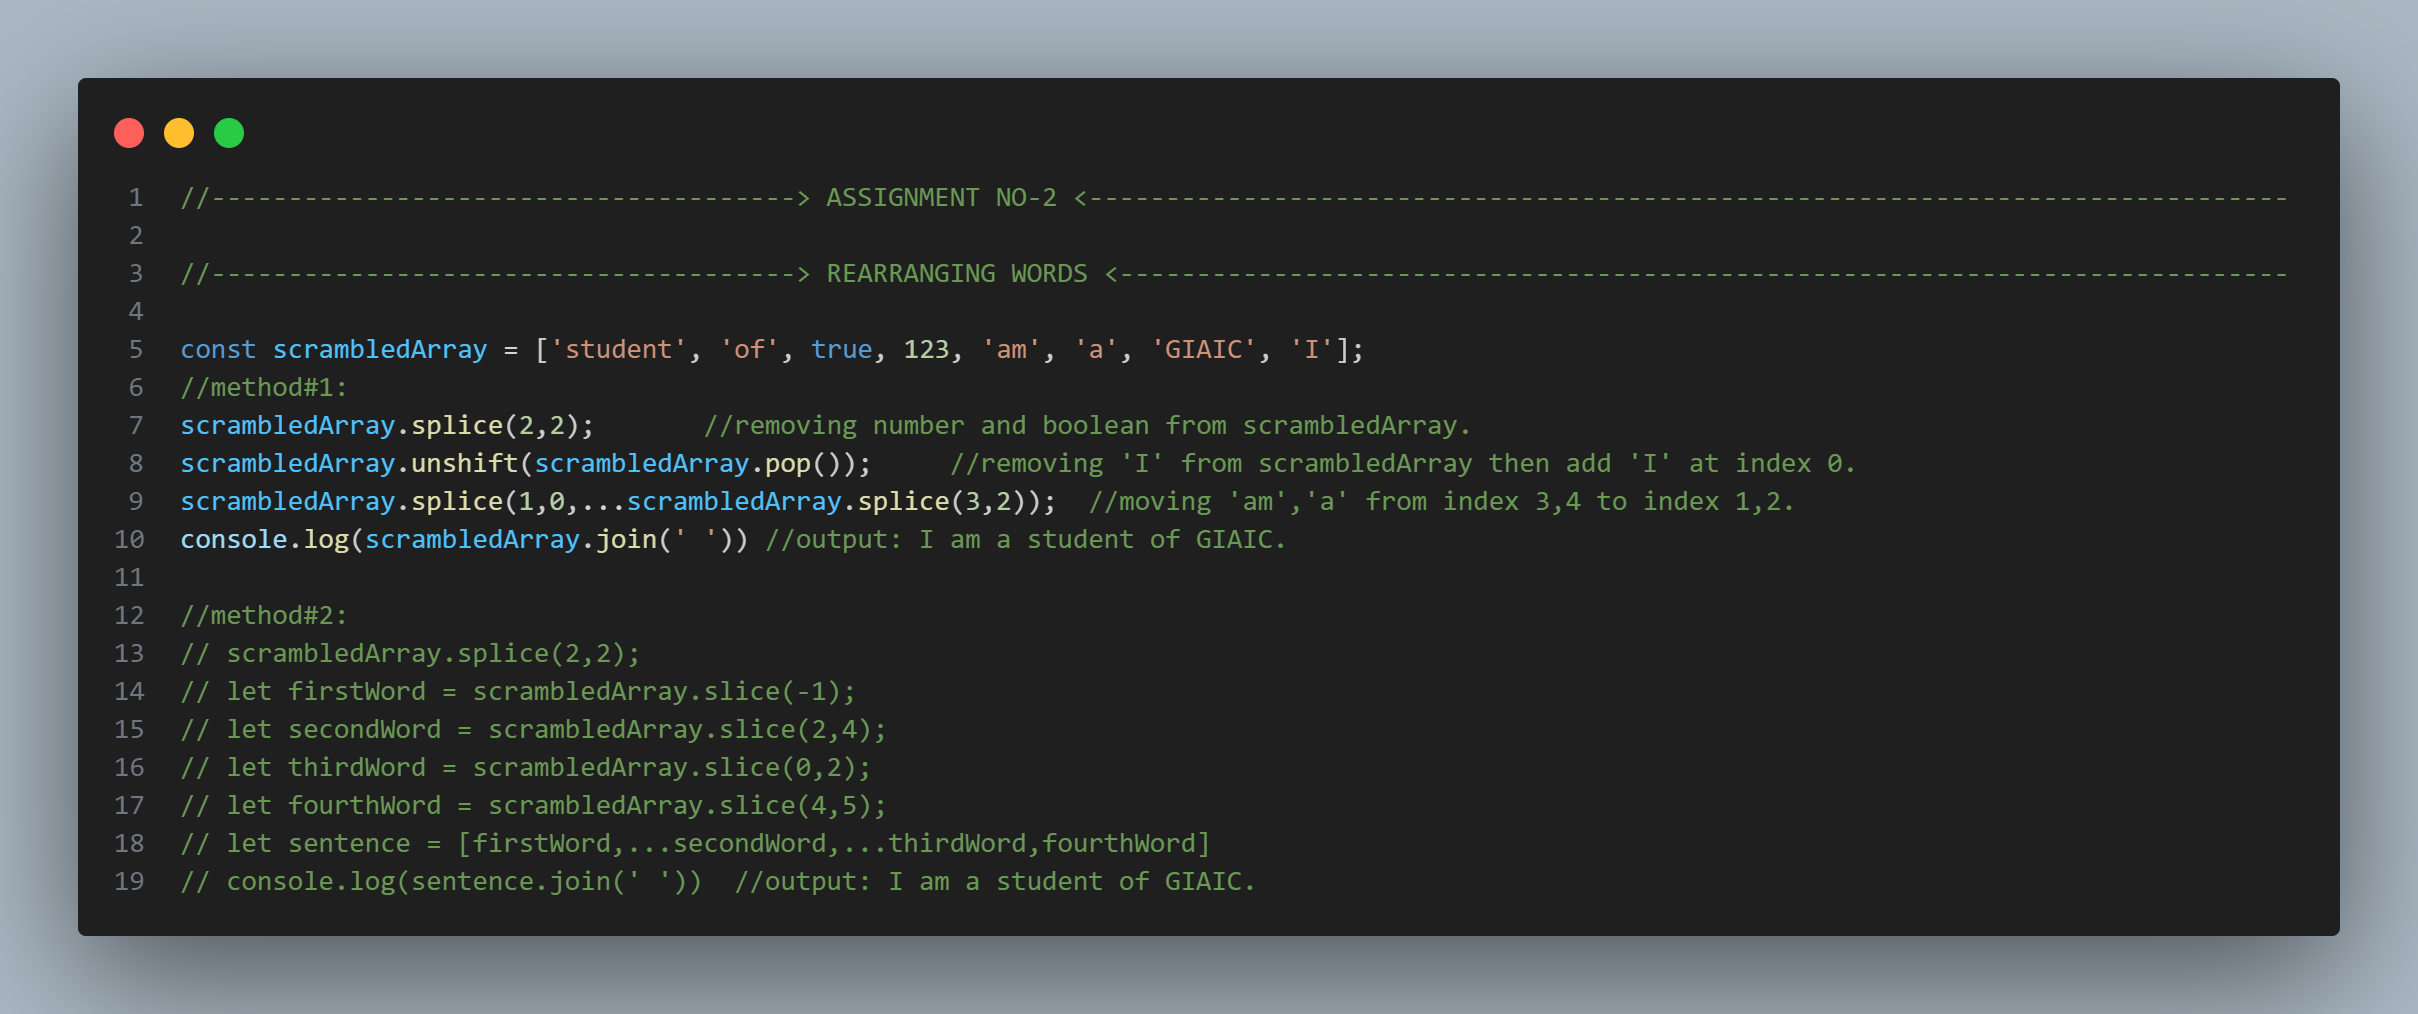 1 //--------------------------------------> ASSIGNMENT NO-2 <------------------------------------------------------------------------------
2
3 //--------------------------------------> REARRANGING WORDS <----------------------------------------------------------------------------
4
5 const scrambledArray = ['student', 'of', true, 123, 'am', 'a', 'GIAIC', 'I'];
6 //method#1:
7 scrambledArray.splice(2,2);       //removing number and boolean from scrambledArray.
8 scrambledArray.unshift(scrambledArray.pop());     //removing 'I' from scrambledArray then add 'I' at index 0.
9 scrambledArray.splice(1,0,...scrambledArray.splice(3,2));  //moving 'am','a' from index 3,4 to index 1,2.
10 console.log(scrambledArray.join(' ')) //output: I am a student of GIAIC.
11
12 //method#2:
13 // scrambledArray.splice(2,2);
14 // let firstWord = scrambledArray.slice(-1);
15 // let secondWord = scrambledArray.slice(2,4);
16 // let thirdWord = scrambledArray.slice(0,2);
17 // let fourthWord = scrambledArray.slice(4,5);
18 // let sentence = [firstWord,...secondWord,...thirdWord,fourthWord]
19 // console.log(sentence.join(' '))  //output: I am a student of GIAIC.